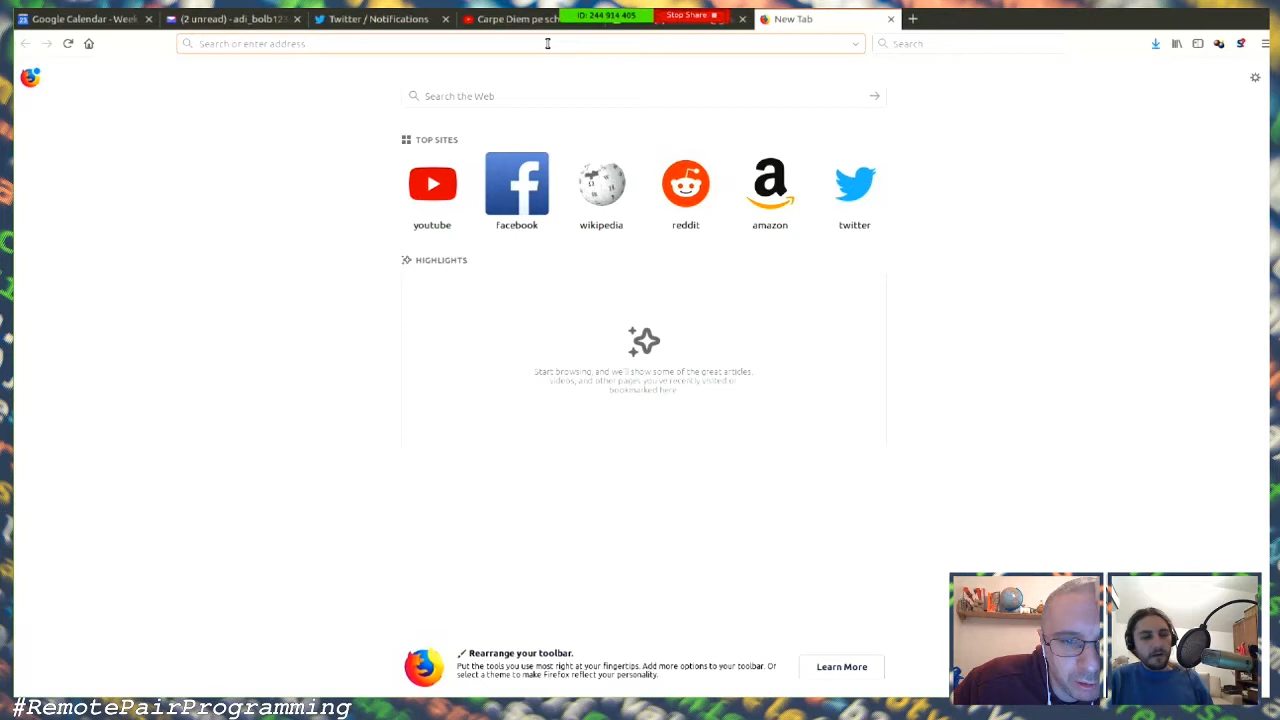 Google Calendar - Week
(2 unread) - adi_bolb123
Twitter / Notifications
Carpe Diem pe sch
ID: 244 914 405
Stop Share
New Tab
Search or enter address
Search
Search the Web
TOP SITES
youtube
facebook
wikipedia
reddit
amazon
twitter
HIGHLIGHTS
Start browsing, and we'll show some of the great articles,
videos, and other pages you've recently visited or
bookmarked here.
Rearrange your toolbar.
Put the tools you use most right at your fingertips. Add more options to your toolbar. Or
select a theme to make Firefox reflect your personality.
Learn More
#RemotePairProgramming